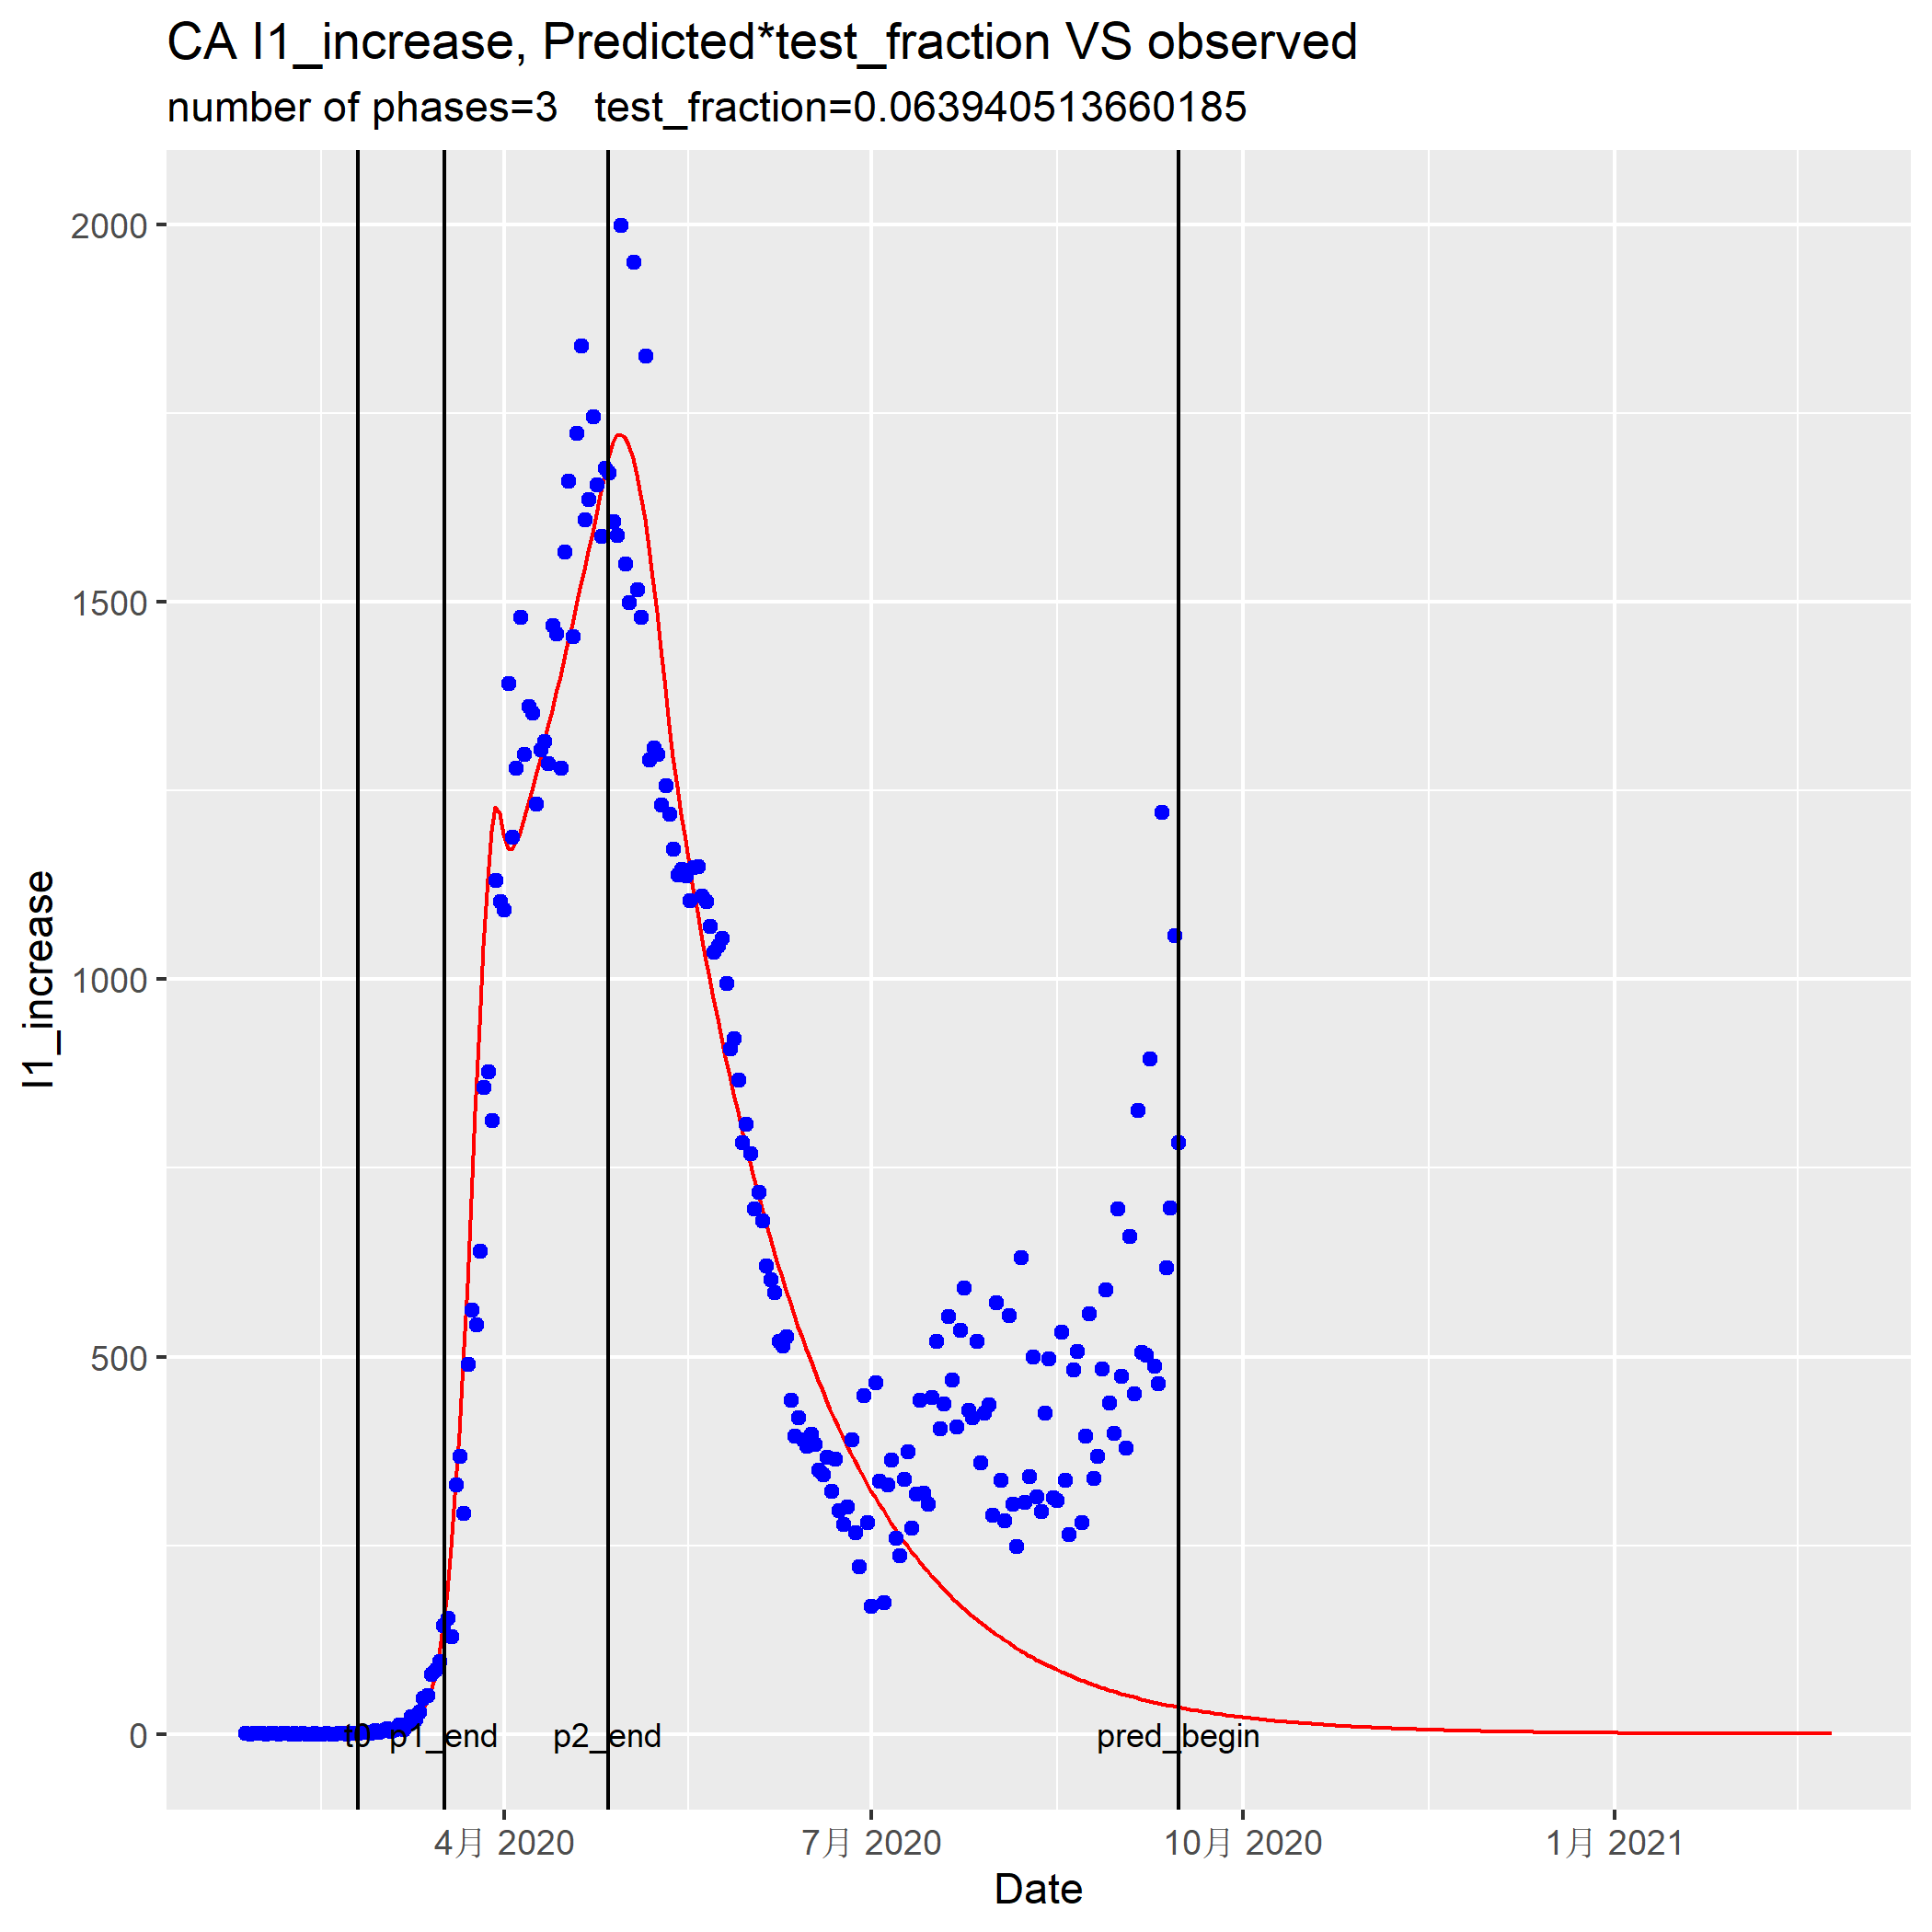 CA I1_increase, Predicted*test_fraction VS observed
number of phases=3   test_fraction=0.063940513660185
2000
1500
1000
500
0
I1_increase
t0 p1_end p2_end pred_begin
4月 2020 7月 2020 10月 2020 1月 2021
Date